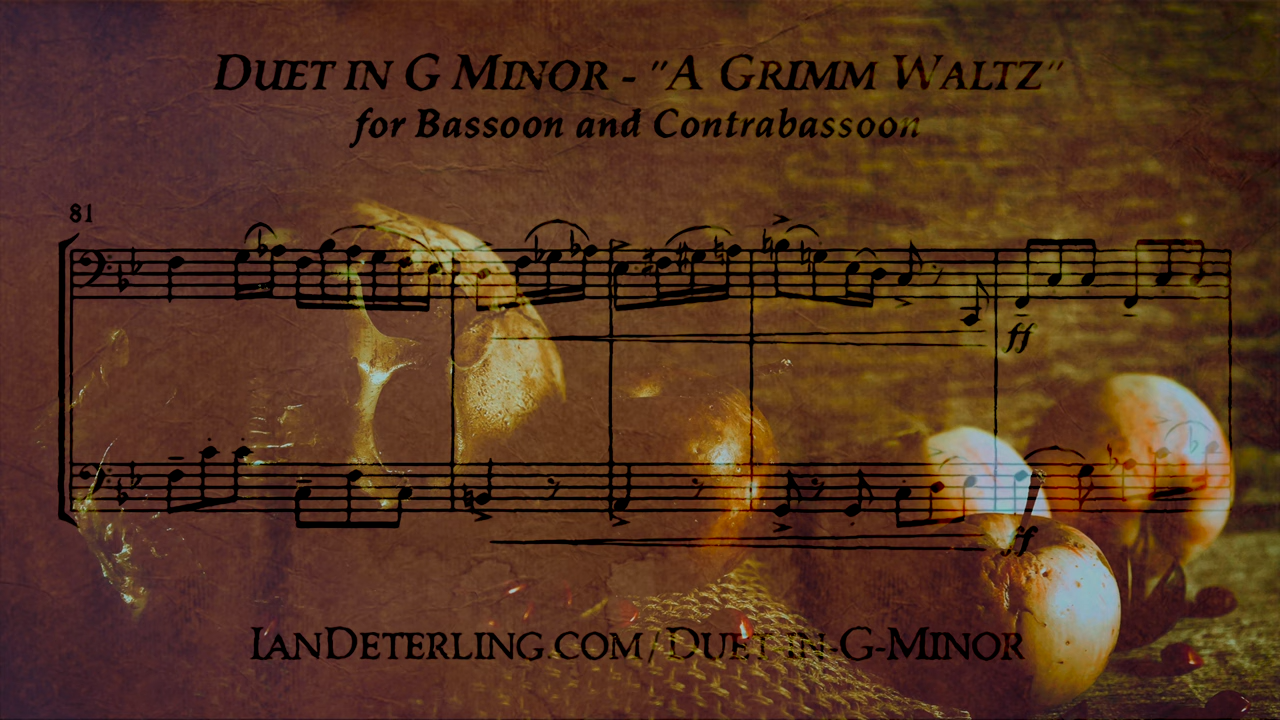 Duet in G Minor - "A Grimm Waltz"
for Bassoon and Contrabassoon
81
ff
ff
IanDeterling.com/Duet-in-G-Minor